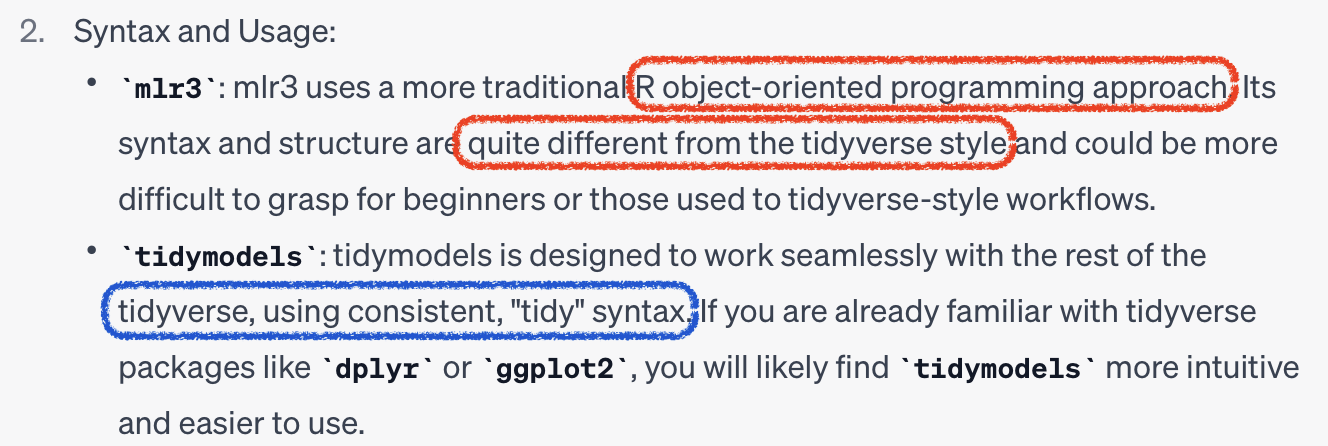 2. Syntax and Usage:
• `mlr3`: mlr3 uses a more traditional R object-oriented programming approach. Its
syntax and structure are quite different from the tidyverse style and could be more
difficult to grasp for beginners or those used to tidyverse-style workflows.
• `tidymodels`: tidymodels is designed to work seamlessly with the rest of the
tidyverse, using consistent, "tidy" syntax. If you are already familiar with tidyverse
packages like `dplyr` or `ggplot2`, you will likely find `tidymodels` more intuitive
and easier to use.